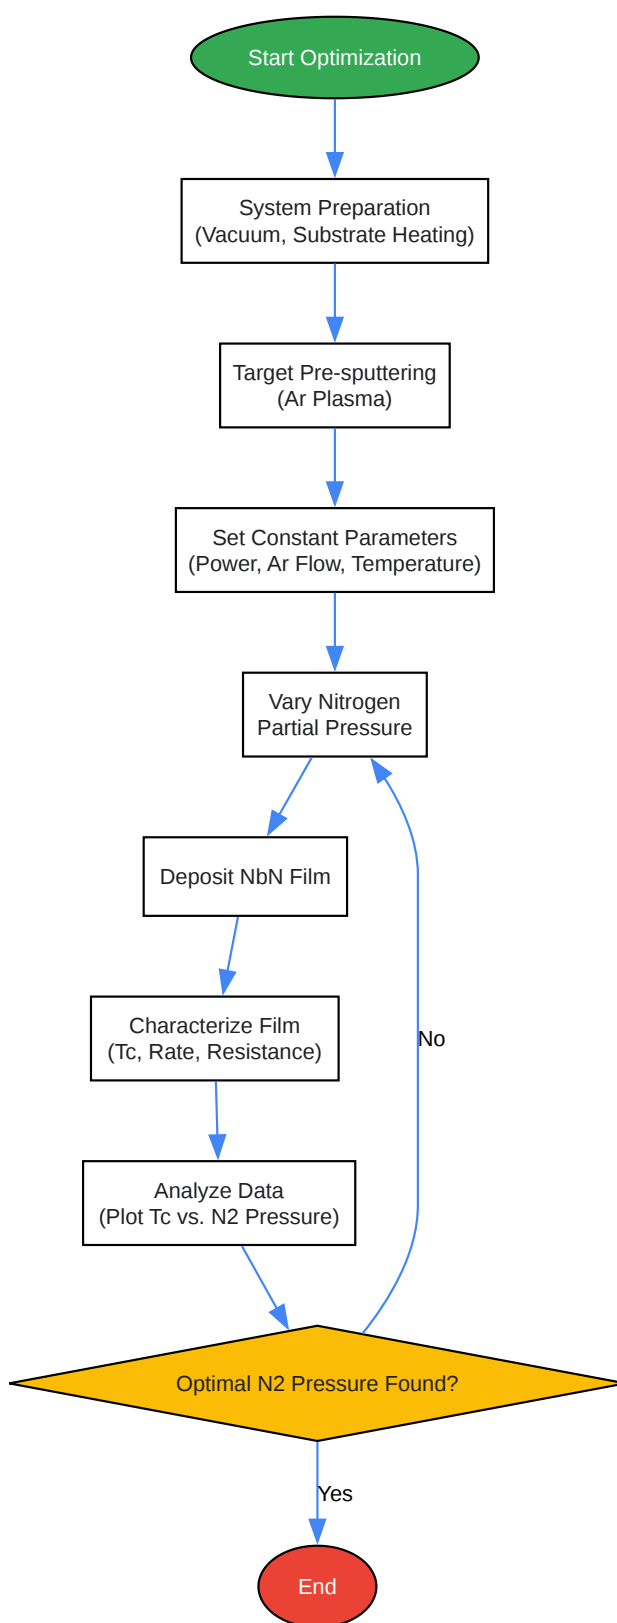 Start Optimization
System Preparation
(Vacuum, Substrate Heating)
Target Pre-sputtering
(Ar Plasma)
Set Constant Parameters
(Power, Ar Flow, Temperature)
Vary Nitrogen
Partial Pressure
Deposit NbN Film
Characterize Film
(Tc, Rate, Resistance)
No
Analyze Data
(Plot Tc vs. N2 Pressure)
Optimal N2 Pressure Found?
Yes
End